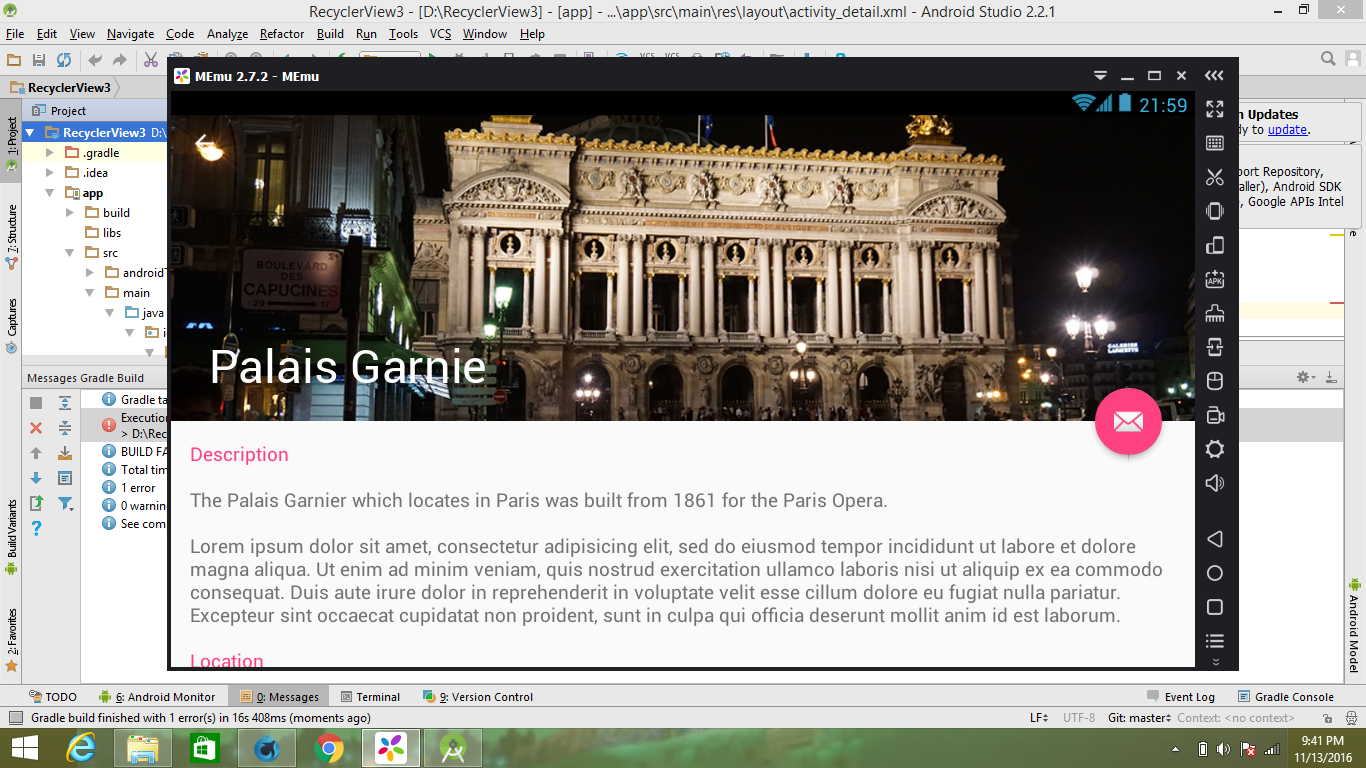 RecyclerView3 - [D:\RecyclerView3] - [app] - ...\app\src\main\res\layout\activity_detail.xml - Android Studio 2.2.1
File Edit View Navigate Code Analyze Refactor Build Run Tools VCS Window Help
RecyclerView3
MEmu 2.7.2 - MEmu
21:59
1: Project
Project
RecyclerView3 D:\
.gradle
.idea
app
build
libs
src
main
java
7: Structure
Captures
n Updates
dy to update.
port Repository,
aller), Android SDK
, Google APIs Intel
APK
BOULEVARD
DES
CAPUCINES
29 17
GALERIES
LAFAYETTE
Palais Garnie
Description
The Palais Garnier which locates in Paris was built from 1861 for the Paris Opera.
Lorem ipsum dolor sit amet, consectetur adipisicing elit, sed do eiusmod tempor incididunt ut labore et dolore
magna aliqua. Ut enim ad minim veniam, quis nostrud exercitation ullamco laboris nisi ut aliquip ex ea commodo
consequat. Duis aute irure dolor in reprehenderit in voluptate velit esse cillum dolore eu fugiat nulla pariatur.
Excepteur sint occaecat cupidatat non proident, sunt in culpa qui officia deserunt mollit anim id est laborum.
Location
Messages Gradle Build
Gradle ta
Execution
> D:\Rec
BUILD FA
Total tim
1 error
0 warnin
See com
Build Variants
2: Favorites
Android Model
TODO 6: Android Monitor 0: Messages Terminal 9: Version Control Event Log Gradle Console
Gradle build finished with 1 error(s) in 16s 408ms (moments ago) LF UTF-8 Git: master Context: <no context>
9:41 PM
11/13/2016